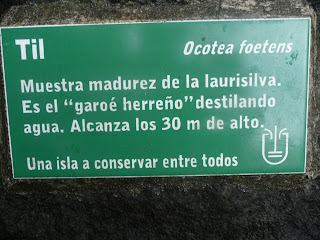 Til Ocotea foetens
Muestra madurez de la laurisilva.
Es el “garoé herreño” destilando
agua. Alcanza los 30 m de alto.
Una isla a conservar entre todos